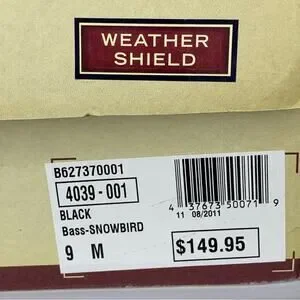 WEATHER
SHIELD
B627370001
4039-001
BLACK
Bass-SNOWBIRD
9 M
4 37673 50071 9
11 08/2011
$149.95